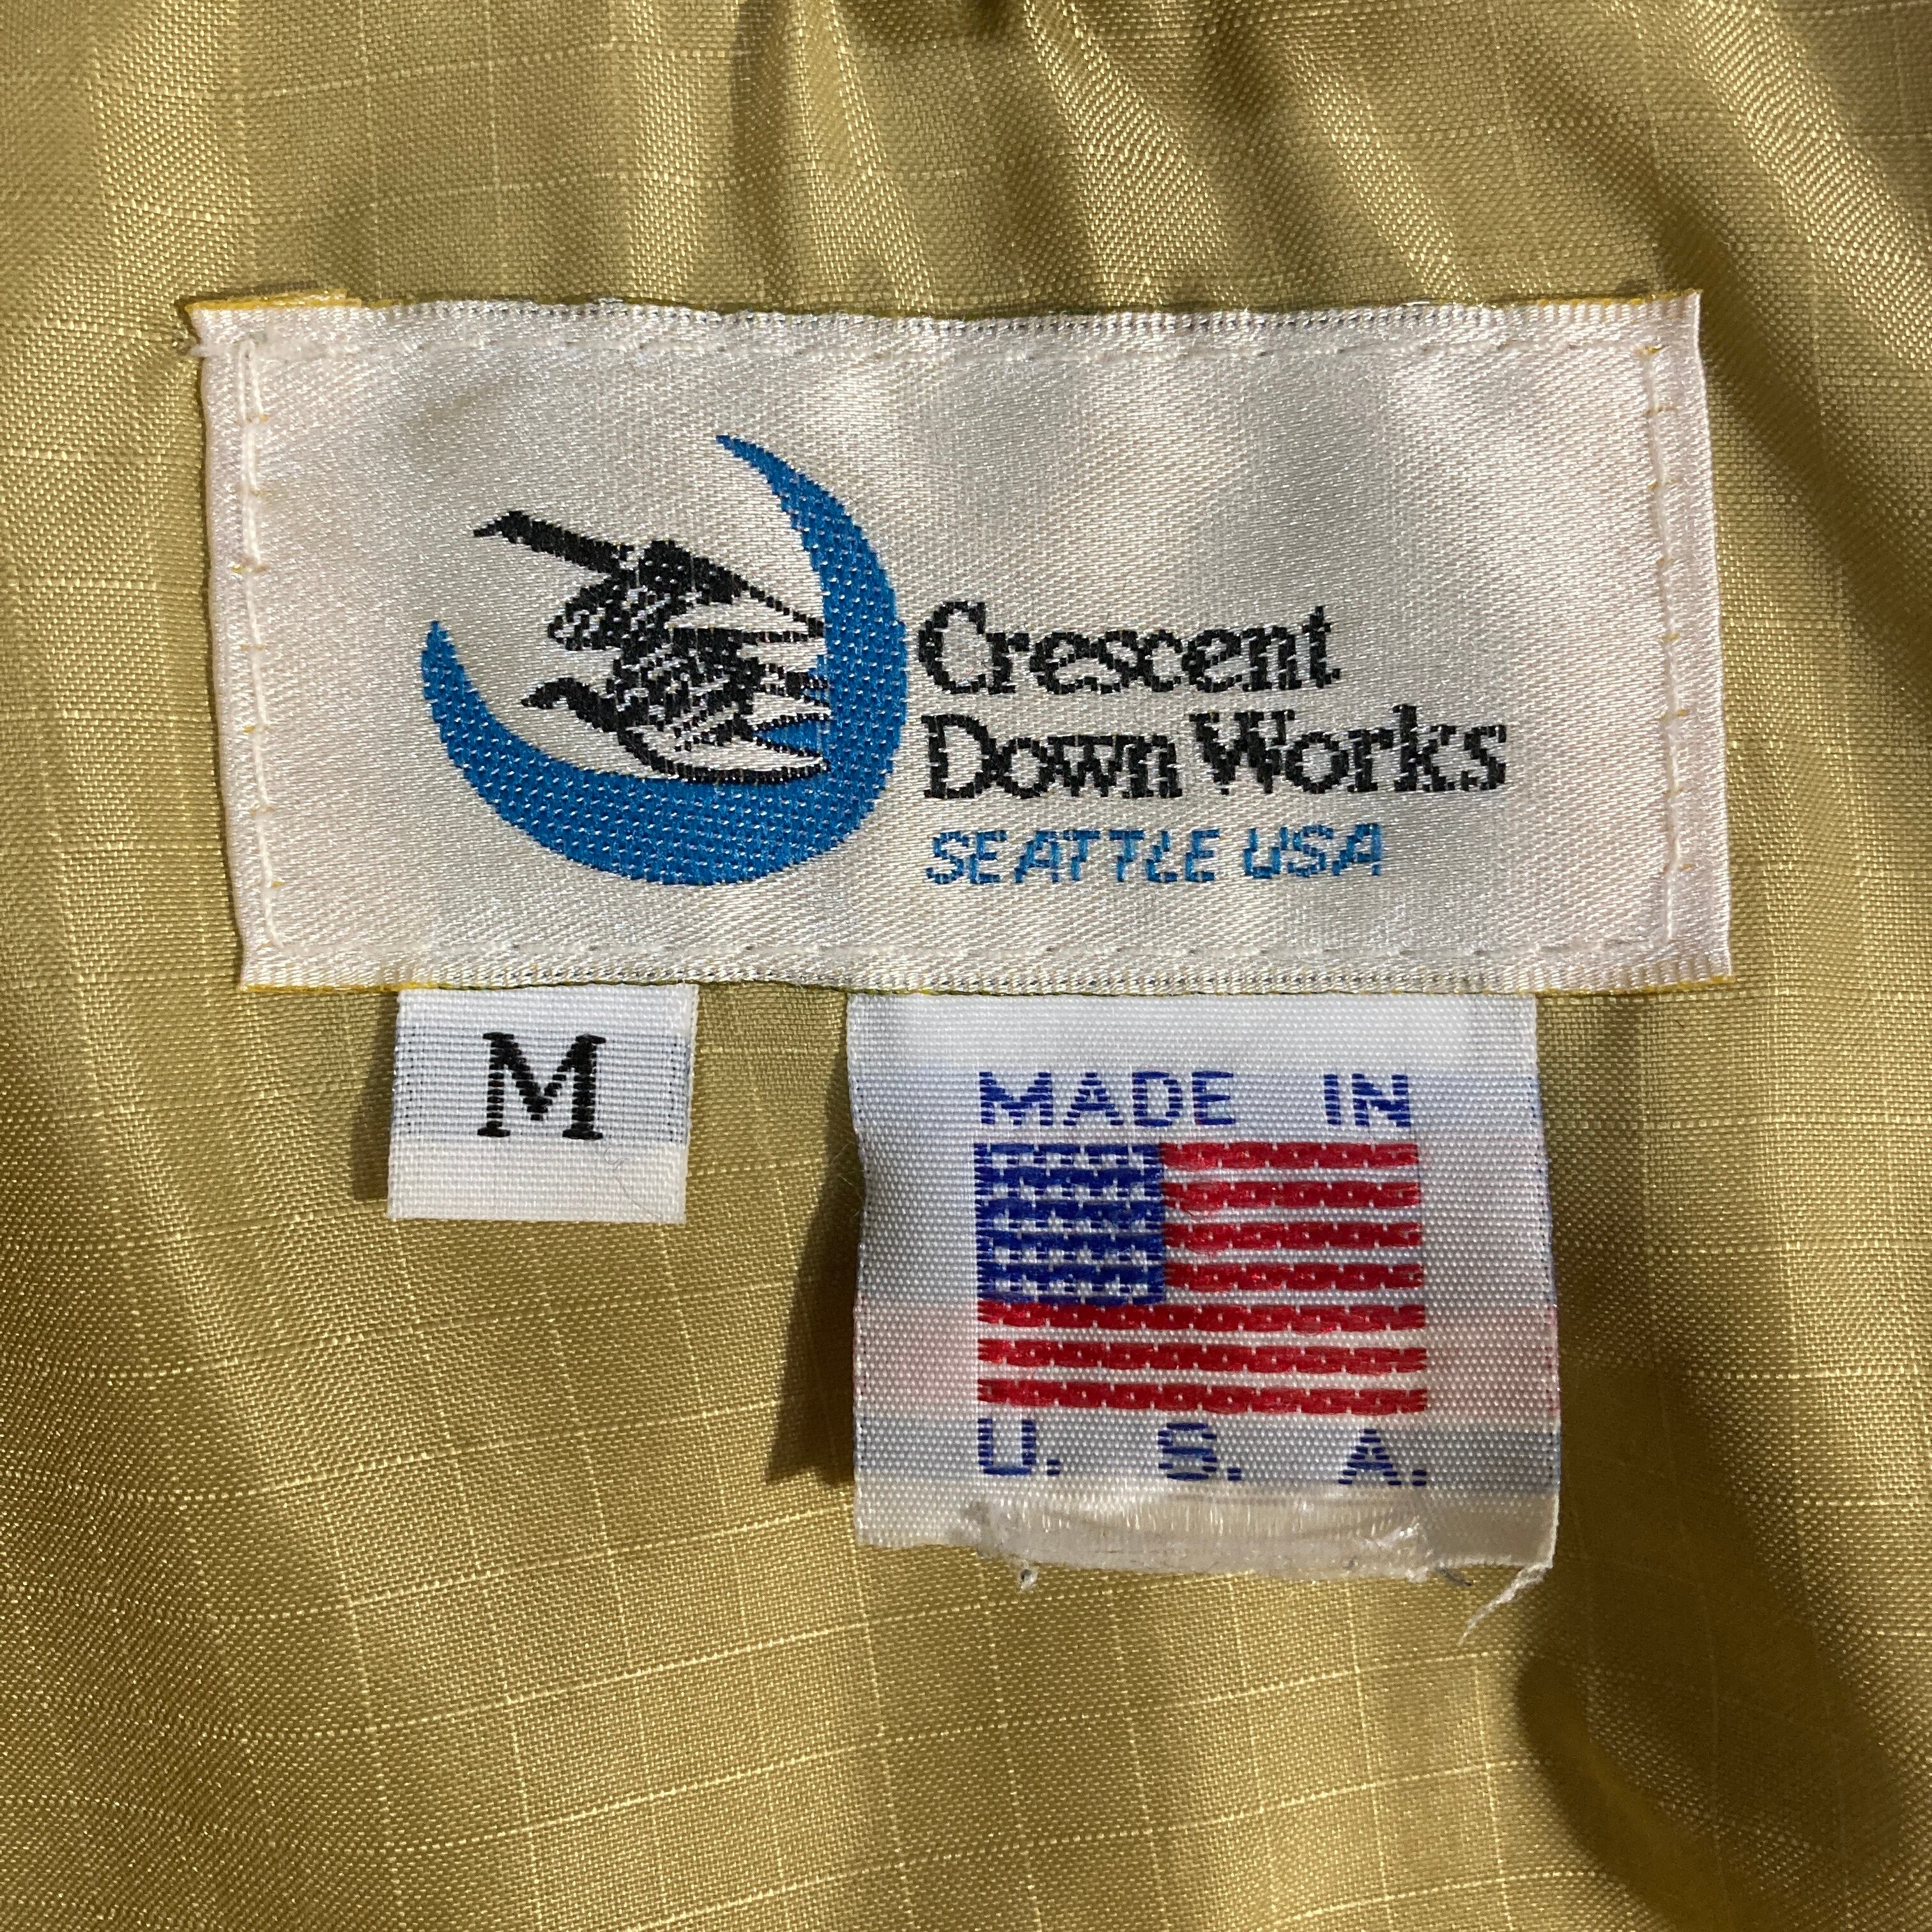 Crescent
Down Works
SEATTLE USA
M
MADE IN
U. S. A.